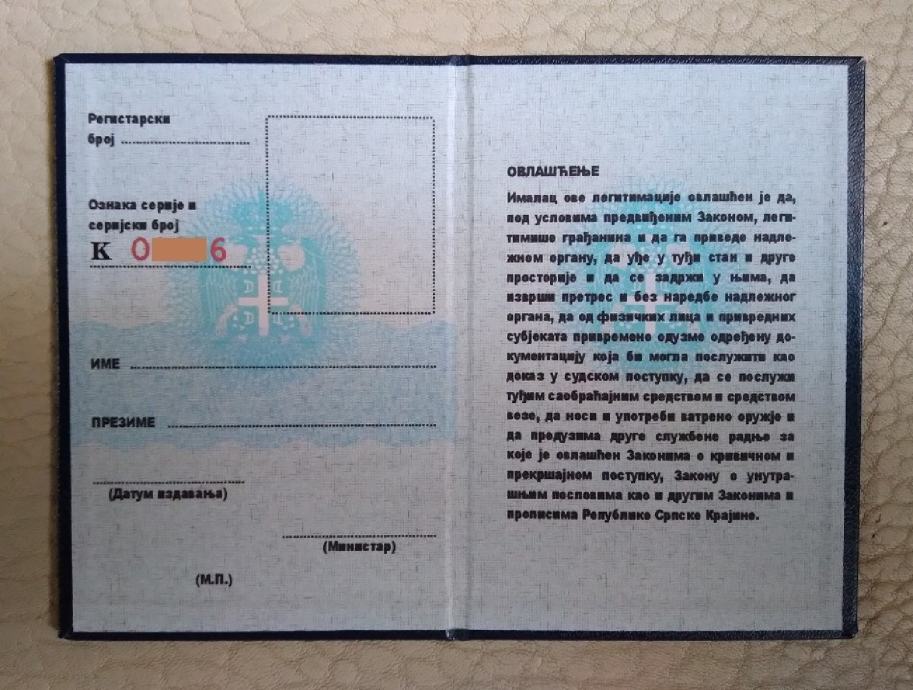 Регистарски
број
Ознака серије и
серијски број
К 0 6
ИМЕ
ПРЕЗИМЕ
(Датум издавања)
(Министар)
(М.П.)
ОВЛАШЋЕЊЕ
Ималац ове легитимације овлашћен је да,
под условима предвиђеним Законом, леги-
тимише грађанина и да га приведе надле-
жном органу, да уђе у туђи стан и друге
просторије и да се задржи у њима, да
изврши претрес и без наредбе надлежног
органа, да од физичких лица и привредних
субјеката привремено одузме одређену до-
кументацију која би могла послужити као
доказ у судском поступку, да се послужи
туђим саобраћајним средством и средством
везе, да носи и употреби ватрено оружје и
да предузима друге службене радње за
које је овлашћен Законима о кривичном и
прекршајном поступку, Закону о унутра-
шњим пословима као и другим Законима и
прописима Републике Српске Крајине.